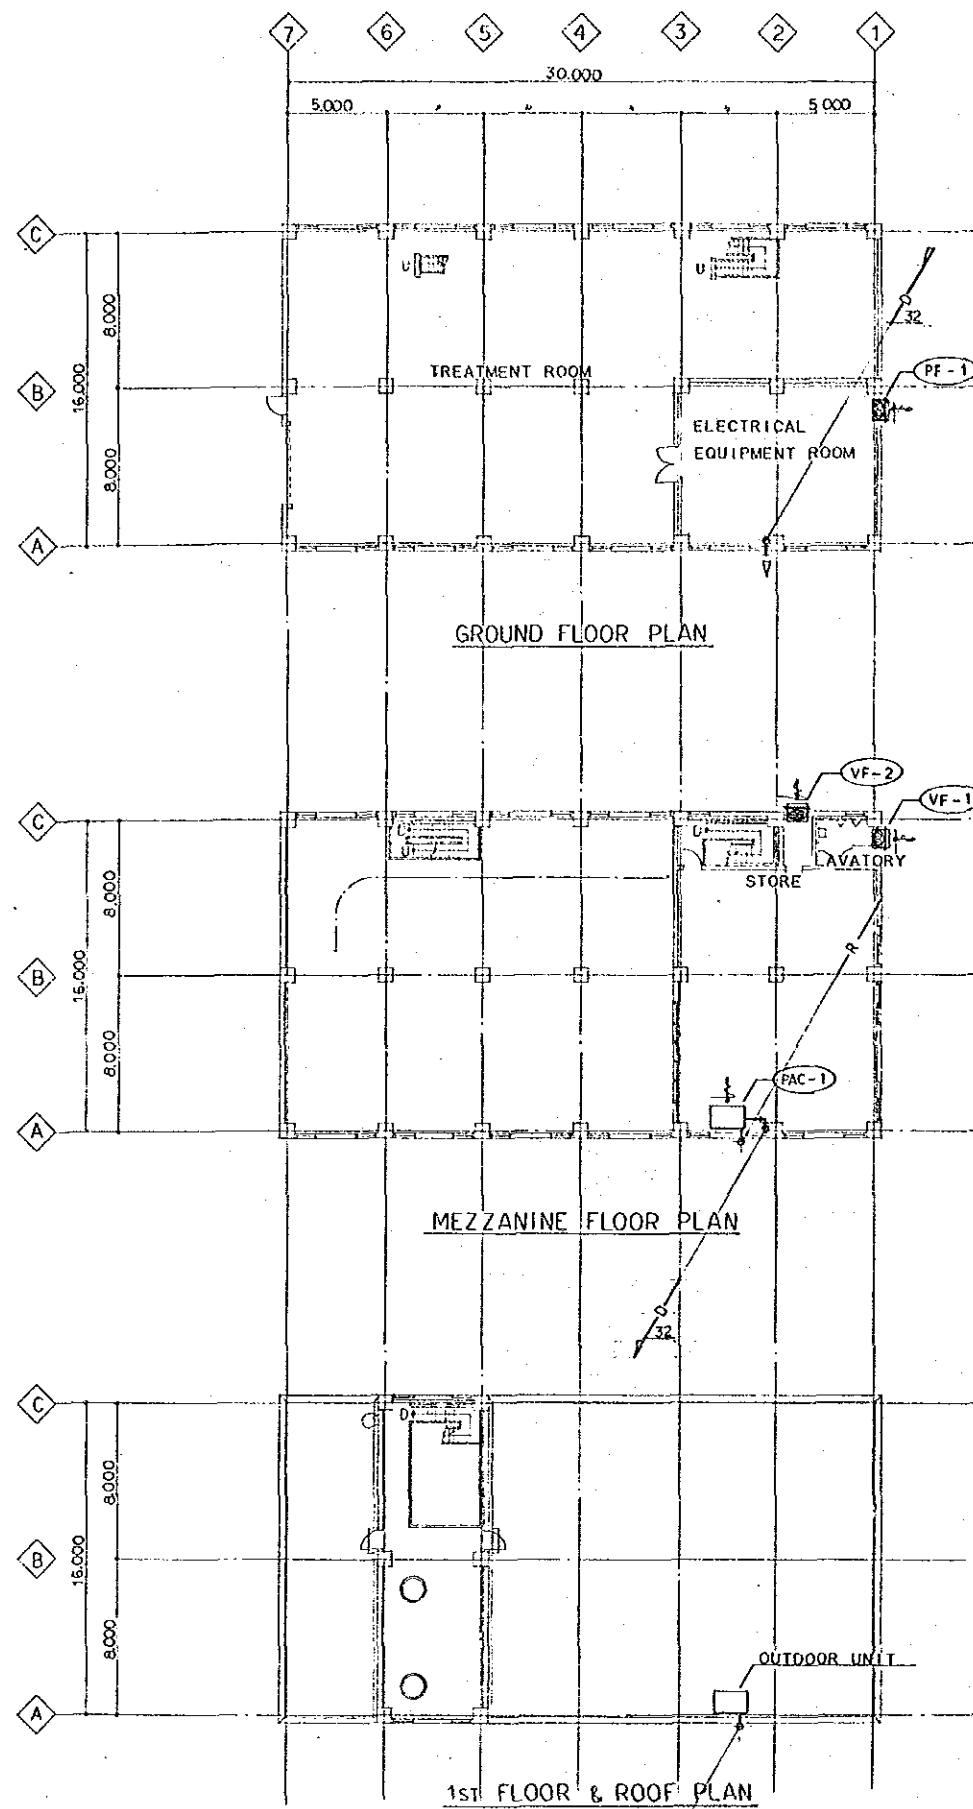 7 6 5 4 3 2 1
30.000
5.000 5.000
C
U U
D
32
8.000
16.000
TREATMENT ROOM
PF-1
B
ELECTRICAL
EQUIPMENT ROOM
8.000
A
GROUND FLOOR PLAN
VF-2
VF-1
C
D D
U
LAVATORY
STORE
8.000
R
16.000
B
8.000
PAC-1
A
MEZZANINE FLOOR PLAN
D
32
C
D
8.000
16.000
B
8.000
OUTDOOR UNIT
A
1ST FLOOR & ROOF PLAN